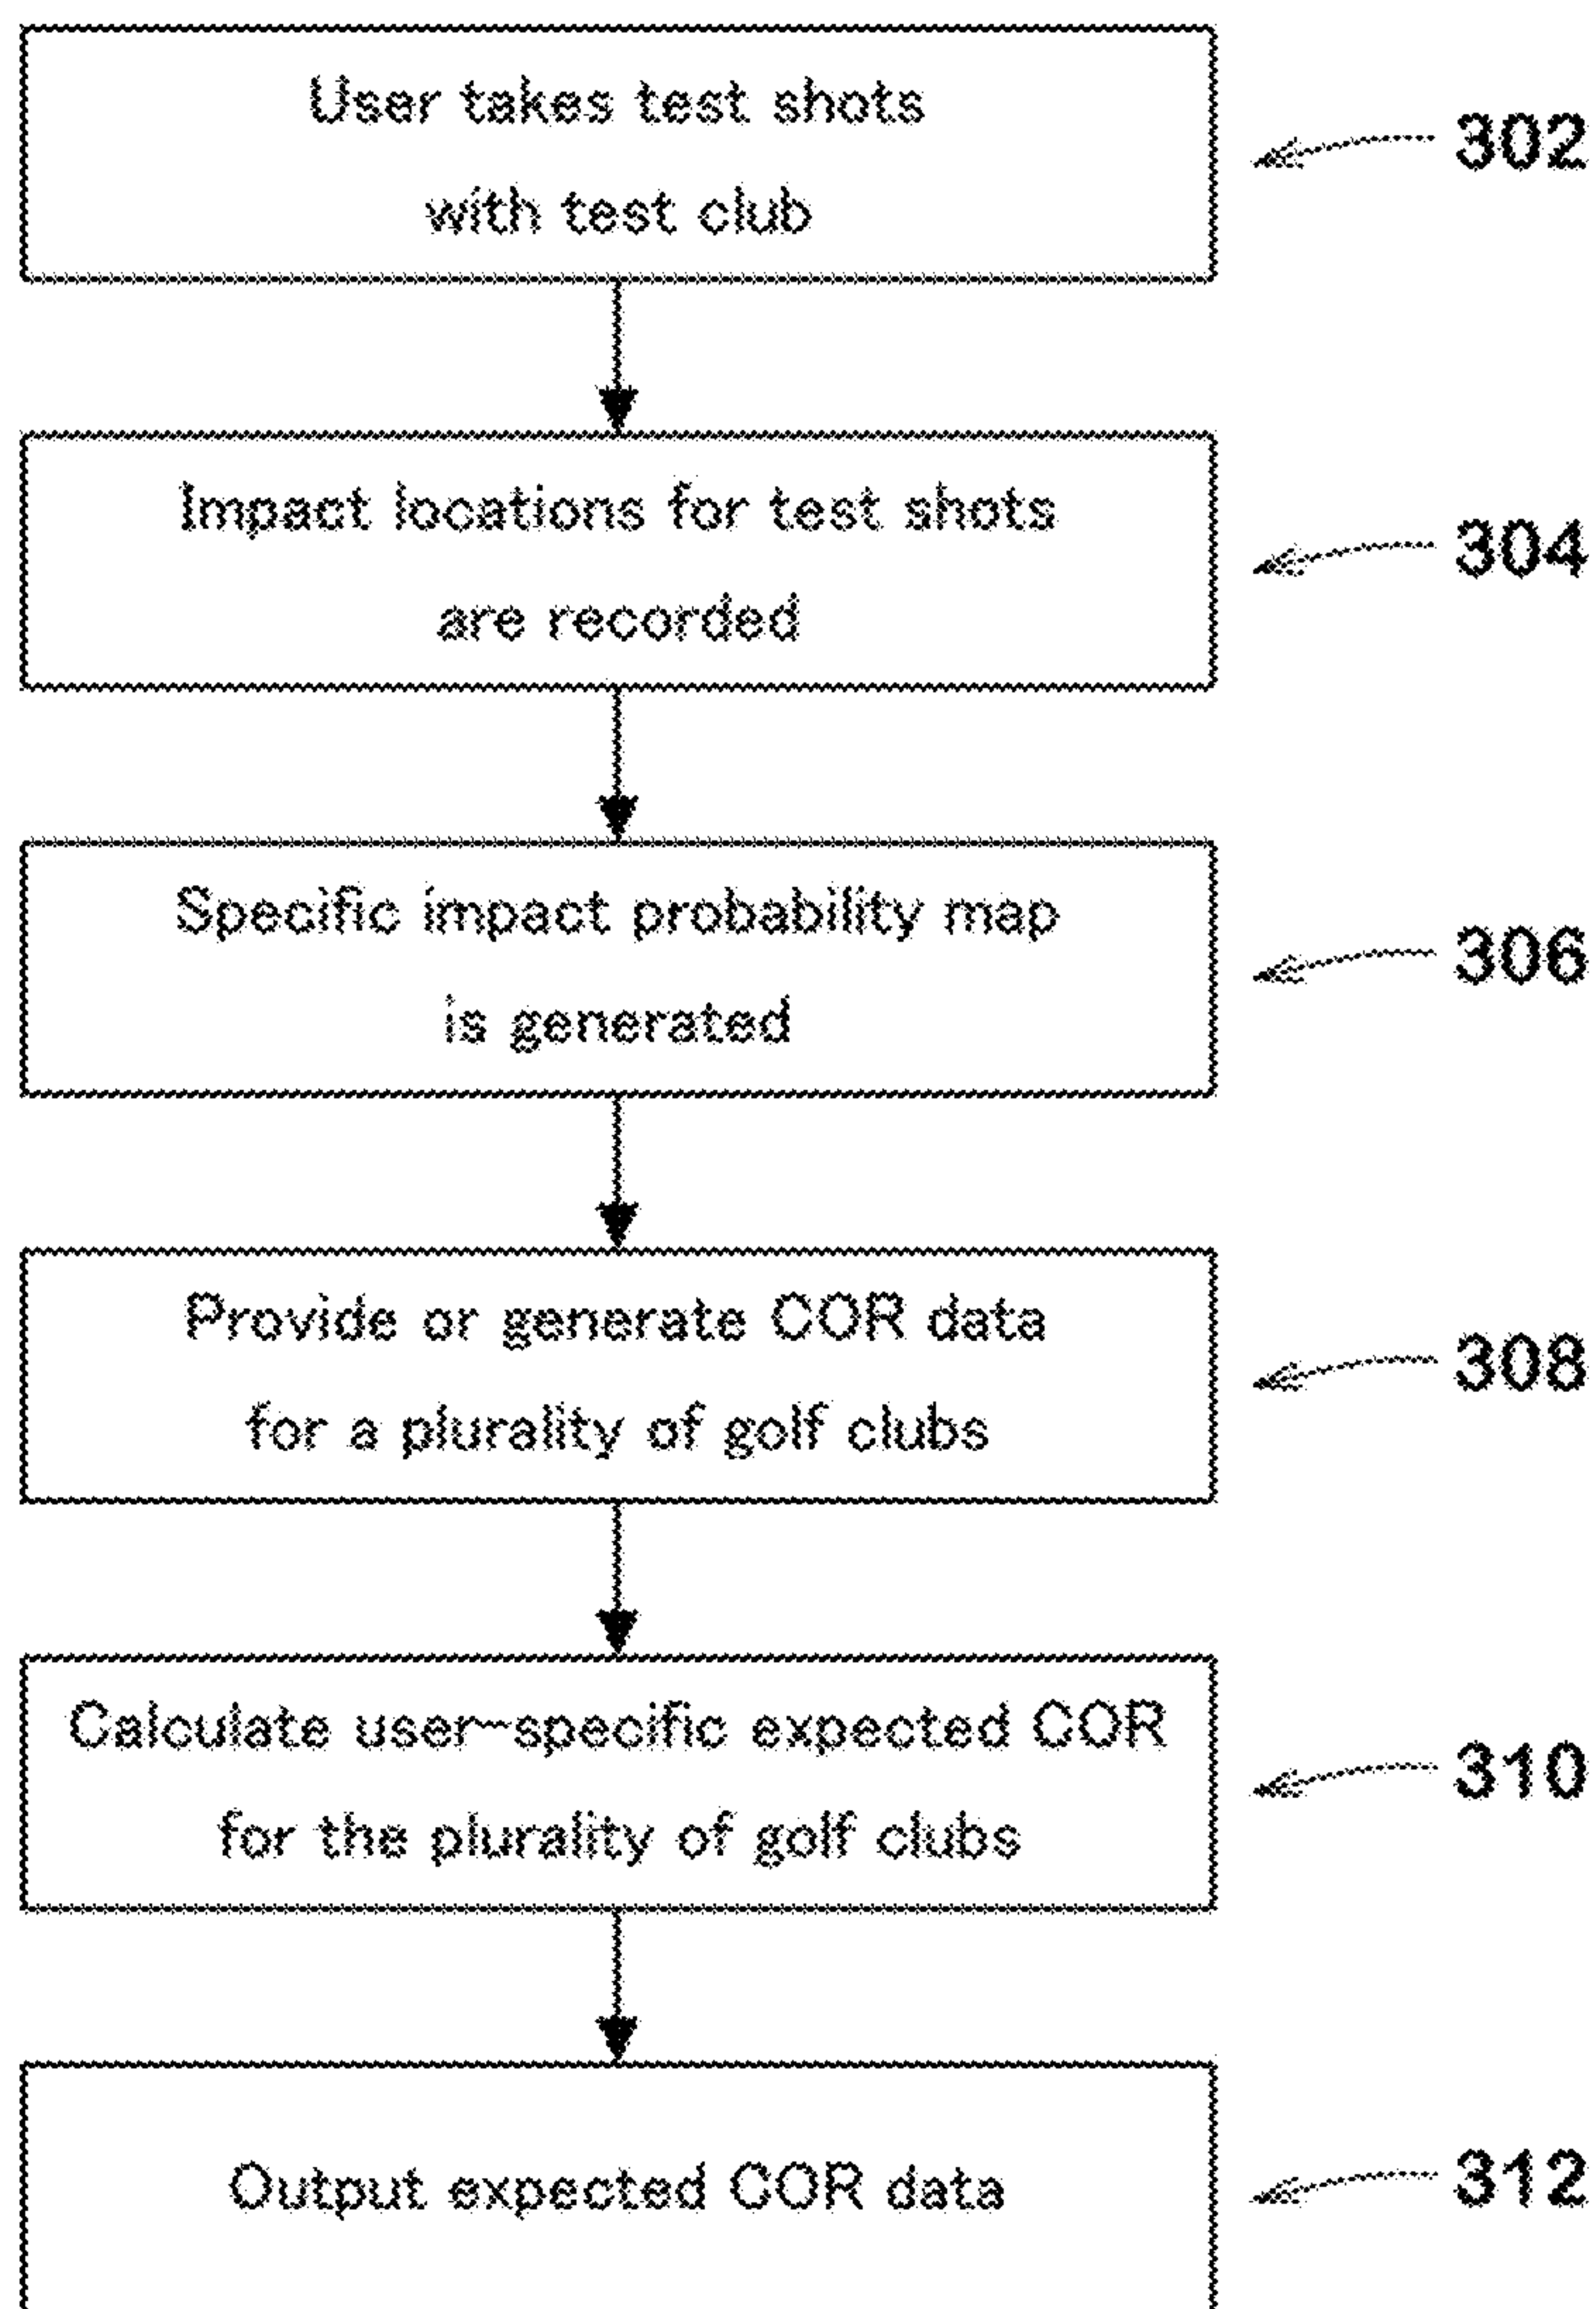 User takes test shots
with test club
302
Impact locations for test shots
are recorded
304
Specific impact probability map
is generated
306
Provide or generate COR data
for a plurality of golf clubs
308
Calculate user-specific expected COR
for the plurality of golf clubs
310
Output expected COR data
312